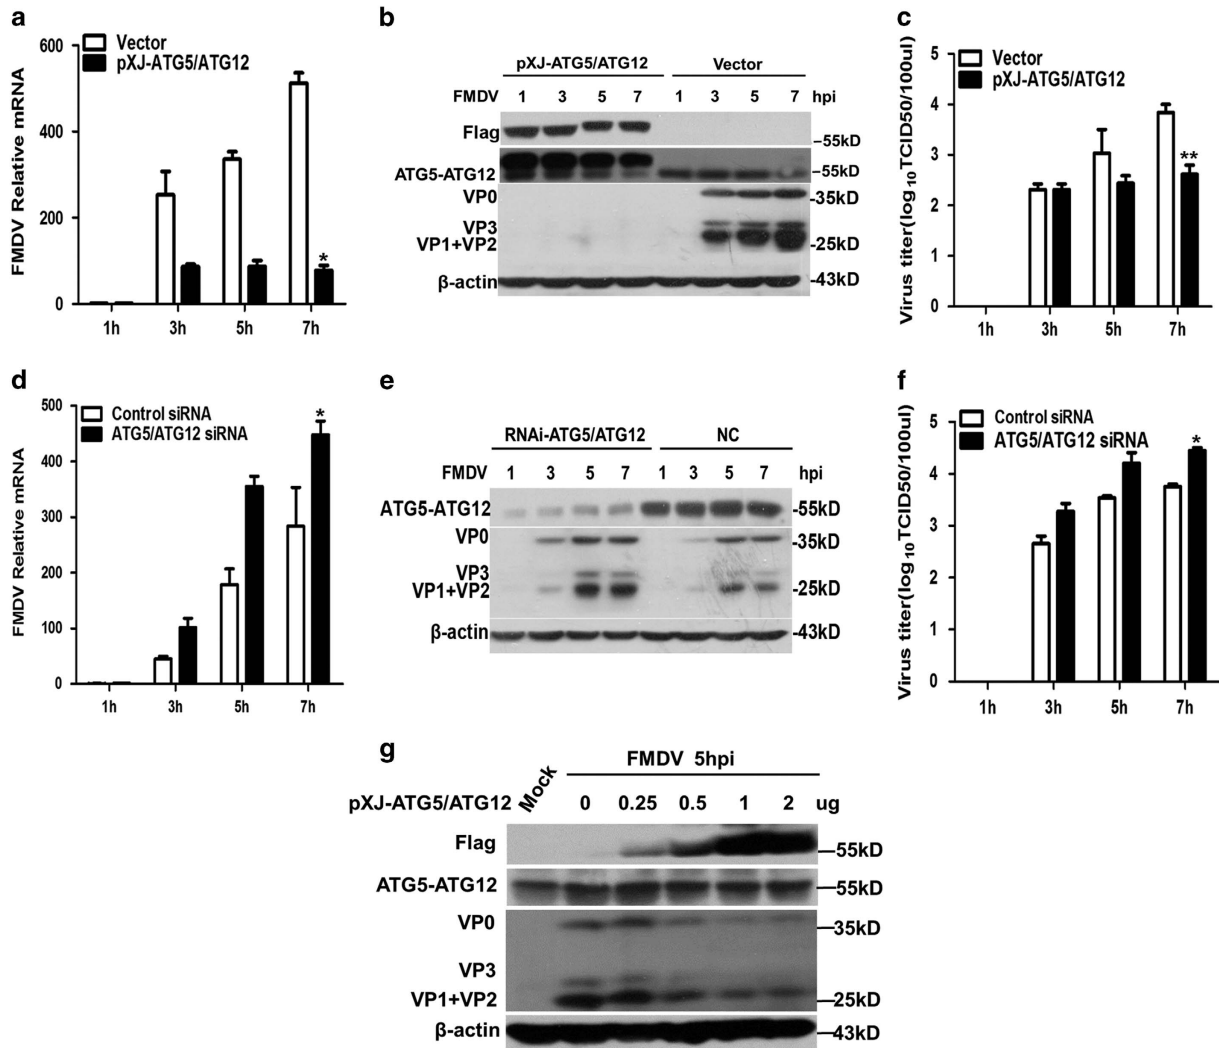 a
FMDV Relative mRNA
Vector
pXJ-ATG5/ATG12
600
400
200
0
*
1h 3h 5h 7h
b
pXJ-ATG5/ATG12 Vector
FMDV 1 3 5 7 1 3 5 7 hpi
Flag
–55kD
ATG5-ATG12 –55kD
VP0 -35kD
VP3
VP1+VP2 -25kD
β-actin -43kD
c
Virus titer(log10TCID50/100ul)
Vector
pXJ-ATG5/ATG12
5
4
3
2
1
0
**
1h 3h 5h 7h
d
FMDV Relative mRNA
Control siRNA
ATG5/ATG12 siRNA
500
400
300
200
100
0
*
1h 3h 5h 7h
e
RNAi-ATG5/ATG12 NC
FMDV 1 3 5 7 1 3 5 7 hpi
ATG5-ATG12 -55kD
VP0 -35kD
VP3
VP1+VP2 -25kD
β-actin -43kD
f
Virus titer(log10TCID50/100ul)
Control siRNA
ATG5/ATG12 siRNA
5
4
3
2
1
0
*
1h 3h 5h 7h
g
FMDV 5hpi
pXJ-ATG5/ATG12 Mock 0 0.25 0.5 1 2 ug
Flag —55kD
ATG5-ATG12 —55kD
VP0 —35kD
VP3
VP1+VP2 —25kD
β-actin —43kD